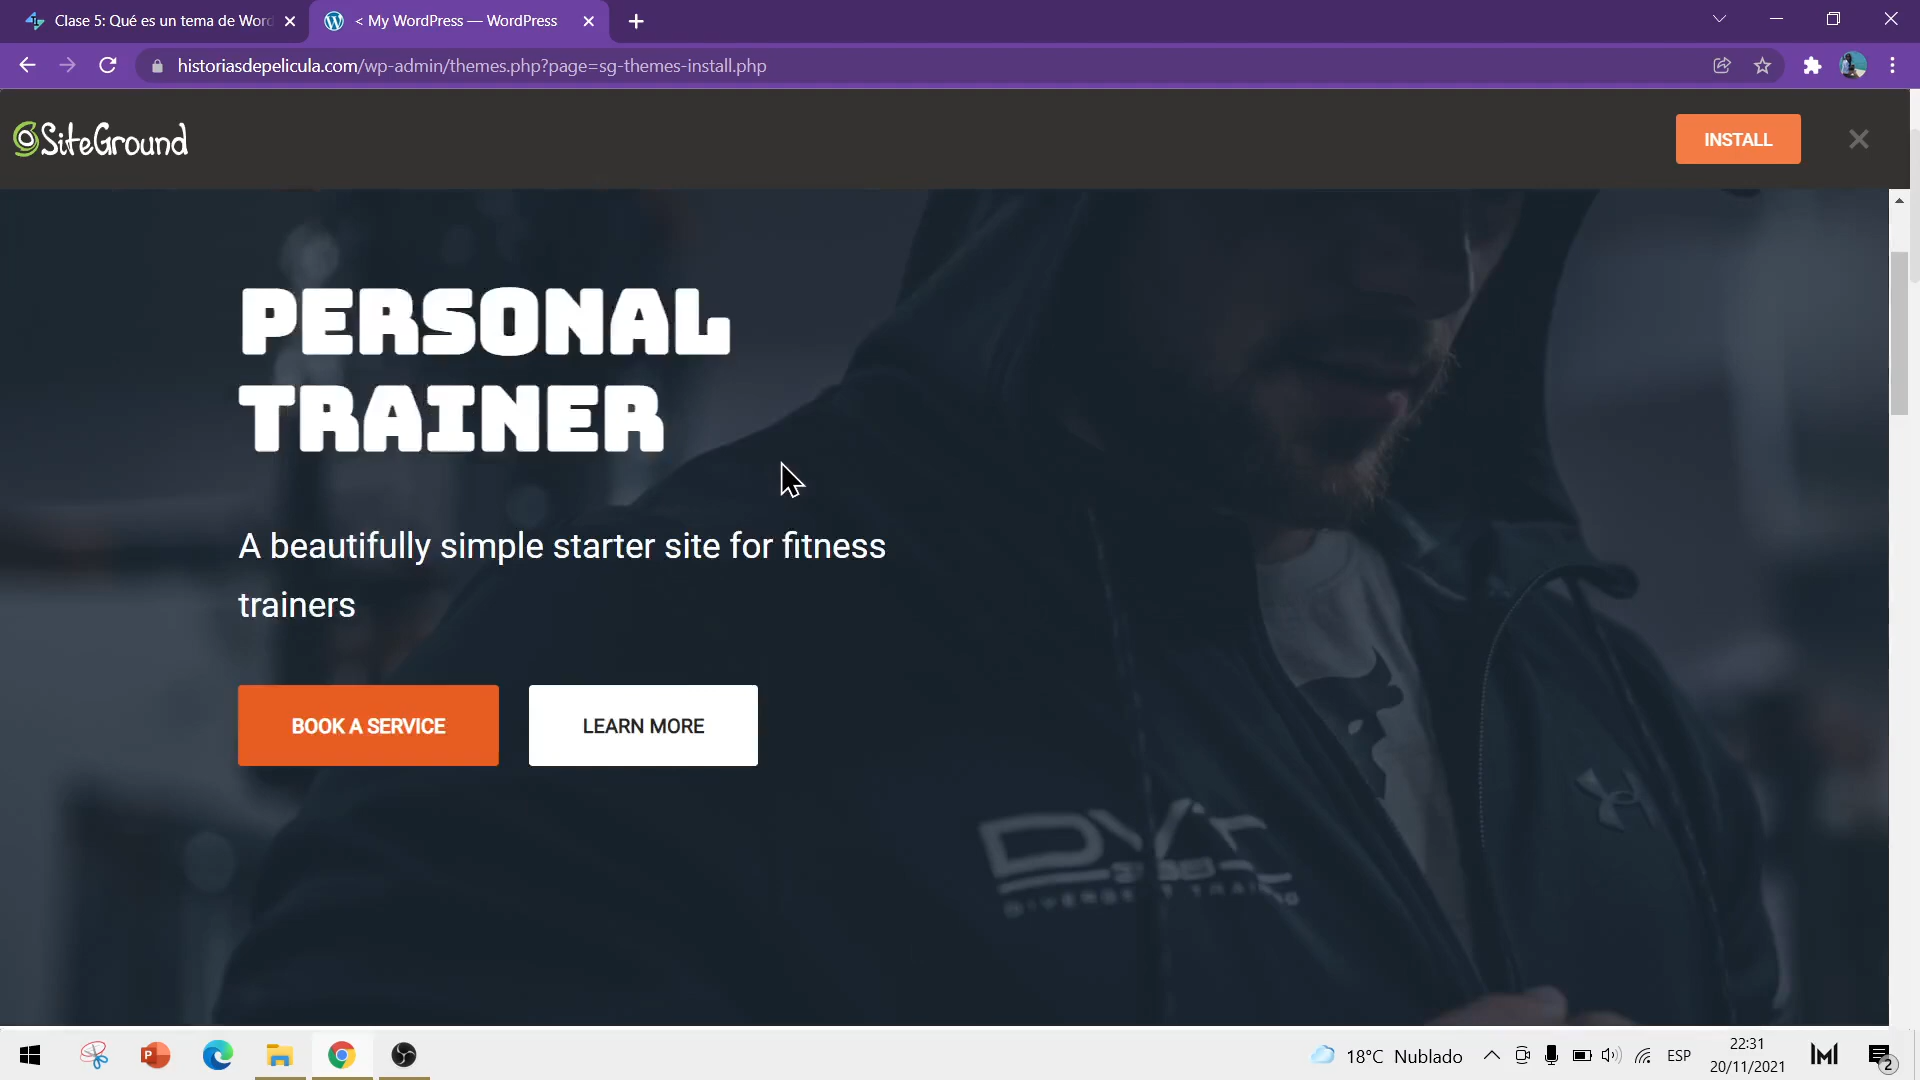 Clase 5: Qué es un tema de Word
< My WordPress — WordPress
historiasdepelicula.com/wp-admin/themes.php?page=sg-themes-install.php
SiteGround
INSTALL
PERSONAL
TRAINER
A beautifully simple starter site for fitness
trainers
BOOK A SERVICE
LEARN MORE
18°C Nublado
ESP
22:31
20/11/2021
2